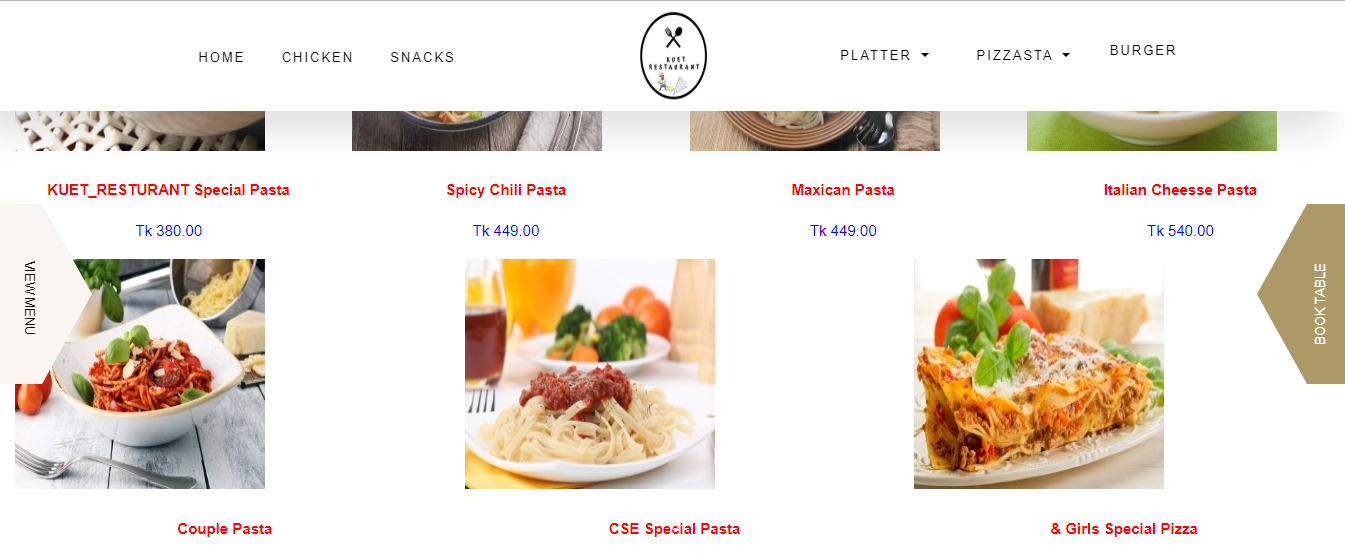 HOME CHICKEN SNACKS
KUET
RESTAURANT
PLATTER PIZZASTA BURGER
KUET_RESTURANT Special Pasta Spicy Chili Pasta Maxican Pasta Italian Cheesse Pasta
Tk 380.00 Tk 449.00 Tk 449.00 Tk 540.00
VIEW MENU
BOOK TABLE
Couple Pasta CSE Special Pasta & Girls Special Pizza